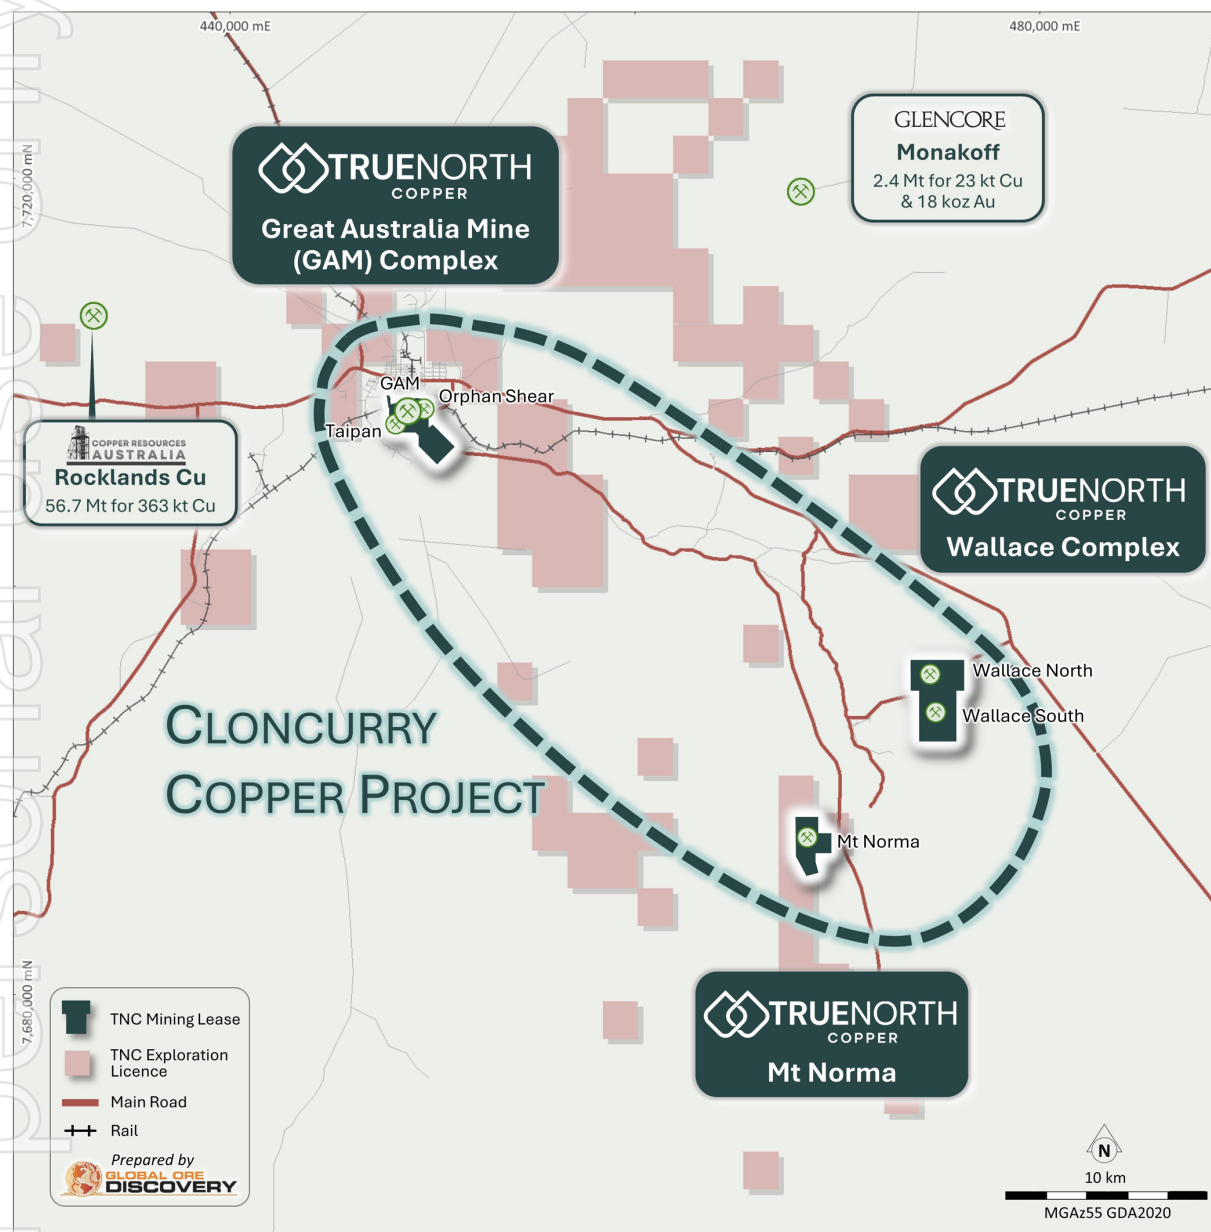 440,000 mE
480,000 mE
7,720,000 mN
7,680,000 mN
TRUENORTH
COPPER
Great Australia Mine
(GAM) Complex
GLENCORE
Monakoff
2.4 Mt for 23 kt Cu
& 18 koz Au
GAM
Orphan Shear
Taipan
COPPER RESOURCES
AUSTRALIA
Rocklands Cu
56.7 Mt for 363 kt Cu
TRUENORTH
COPPER
Wallace Complex
Wallace North
Wallace South
CLONCURRY
COPPER PROJECT
Mt Norma
TRUENORTH
COPPER
Mt Norma
TNC Mining Lease
TNC Exploration
Licence
Main Road
Rail
Prepared by
GLOBAL ORE
DISCOVERY
N
10 km
MGAz55 GDA2020